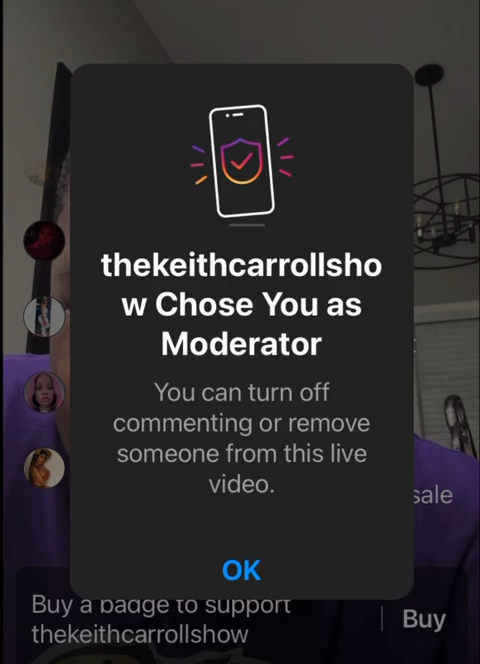 thekeithcarrollsho
w Chose You as
Moderator
You can turn off
commenting or remove
someone from this live
video.
sale
OK
Buy a badge to support
thekeithcarrollshow
Buy